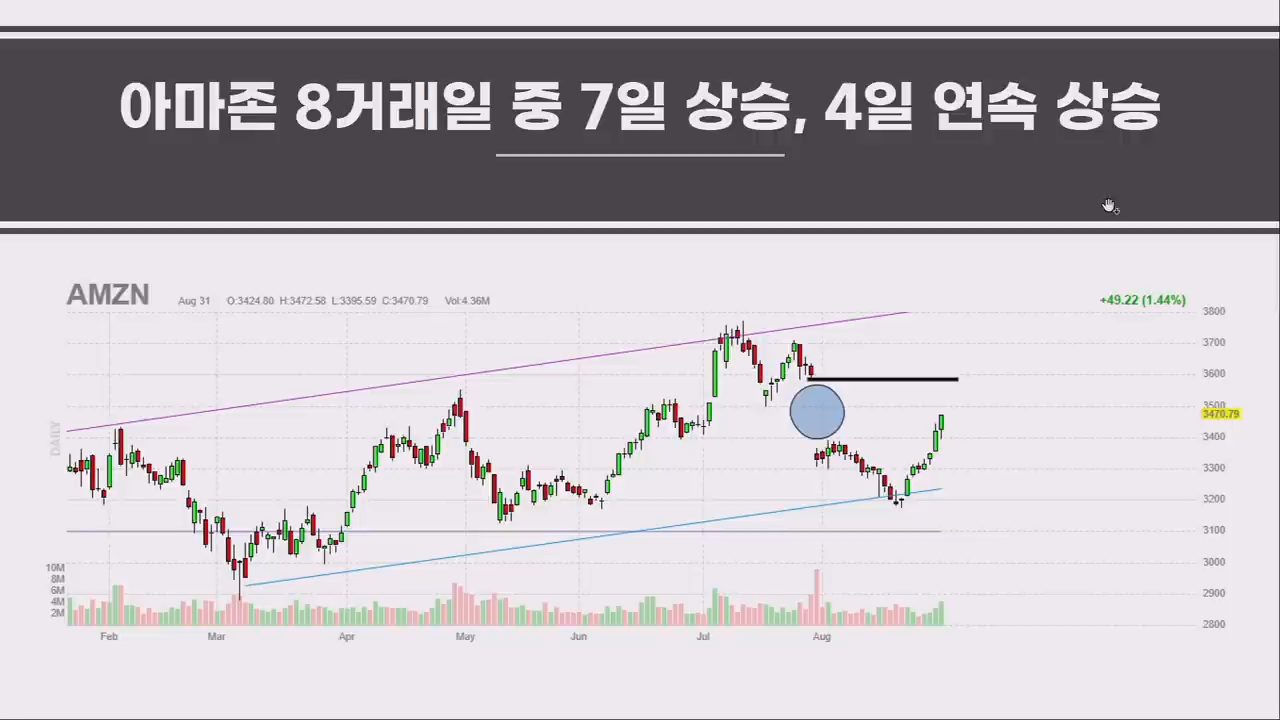 아마존 8거래일 중 7일 상승, 4일 연속 상승
AMZN Aug 31 O:3424.80 H:3472.58 L:3395.59 C:3470.79 Vol:4.36M +49.22 (1.44%)
3800
3700
3600
3500
3470.79
3400
3300
3200
3100
3000
2900
2800
DAILY
10M
8M
6M
4M
2M
Feb Mar Apr May Jun Jul Aug